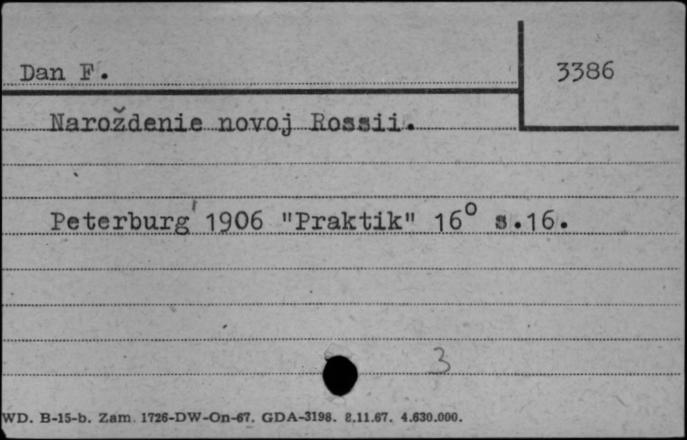 Dan F.
3386
Naroždenie novoj Rossii.
Peterburg' 1906 "Praktik" 16° s.16.
3
WD. B-15-b. Zam. 1726-DW-On-67. GDA-3198. 8.11.67. 4.630.000.